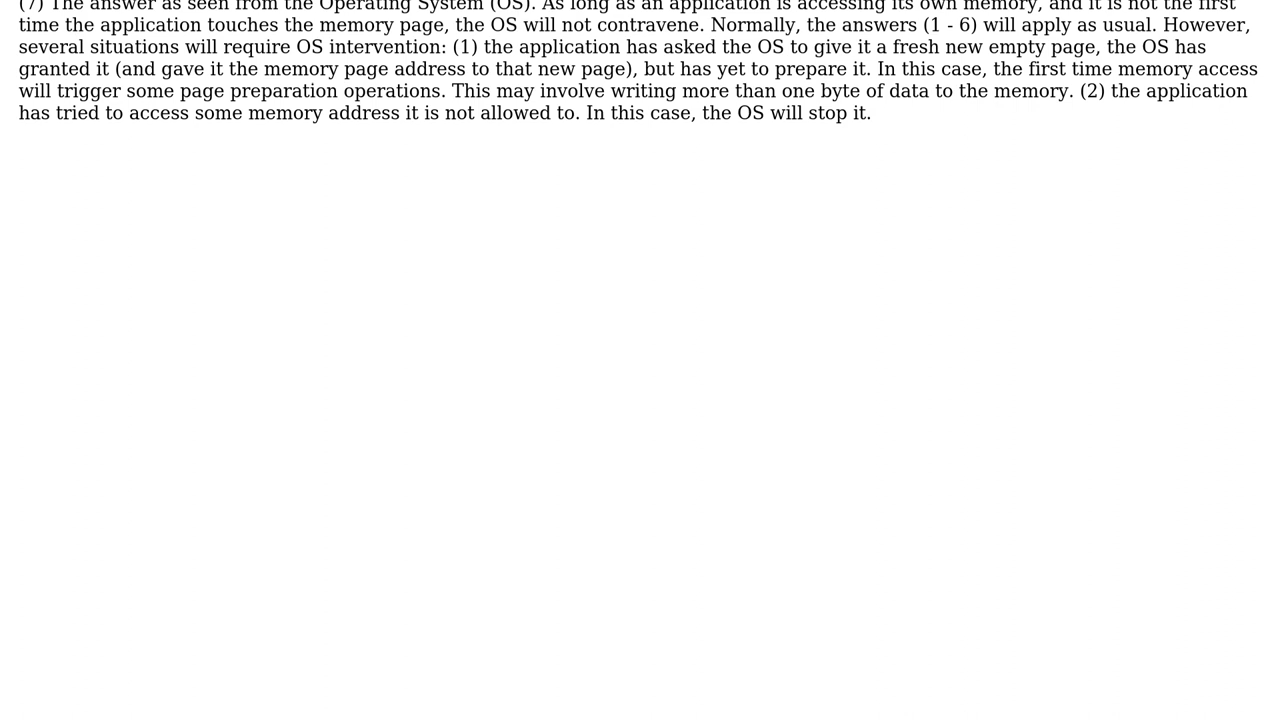 (7) The answer as seen from the Operating System (OS). As long as an application is accessing its own memory, and it is not the first
time the application touches the memory page, the OS will not contravene. Normally, the answers (1 - 6) will apply as usual. However,
several situations will require OS intervention: (1) the application has asked the OS to give it a fresh new empty page, the OS has
granted it (and gave it the memory page address to that new page), but has yet to prepare it. In this case, the first time memory access
will trigger some page preparation operations. This may involve writing more than one byte of data to the memory. (2) the application
has tried to access some memory address it is not allowed to. In this case, the OS will stop it.